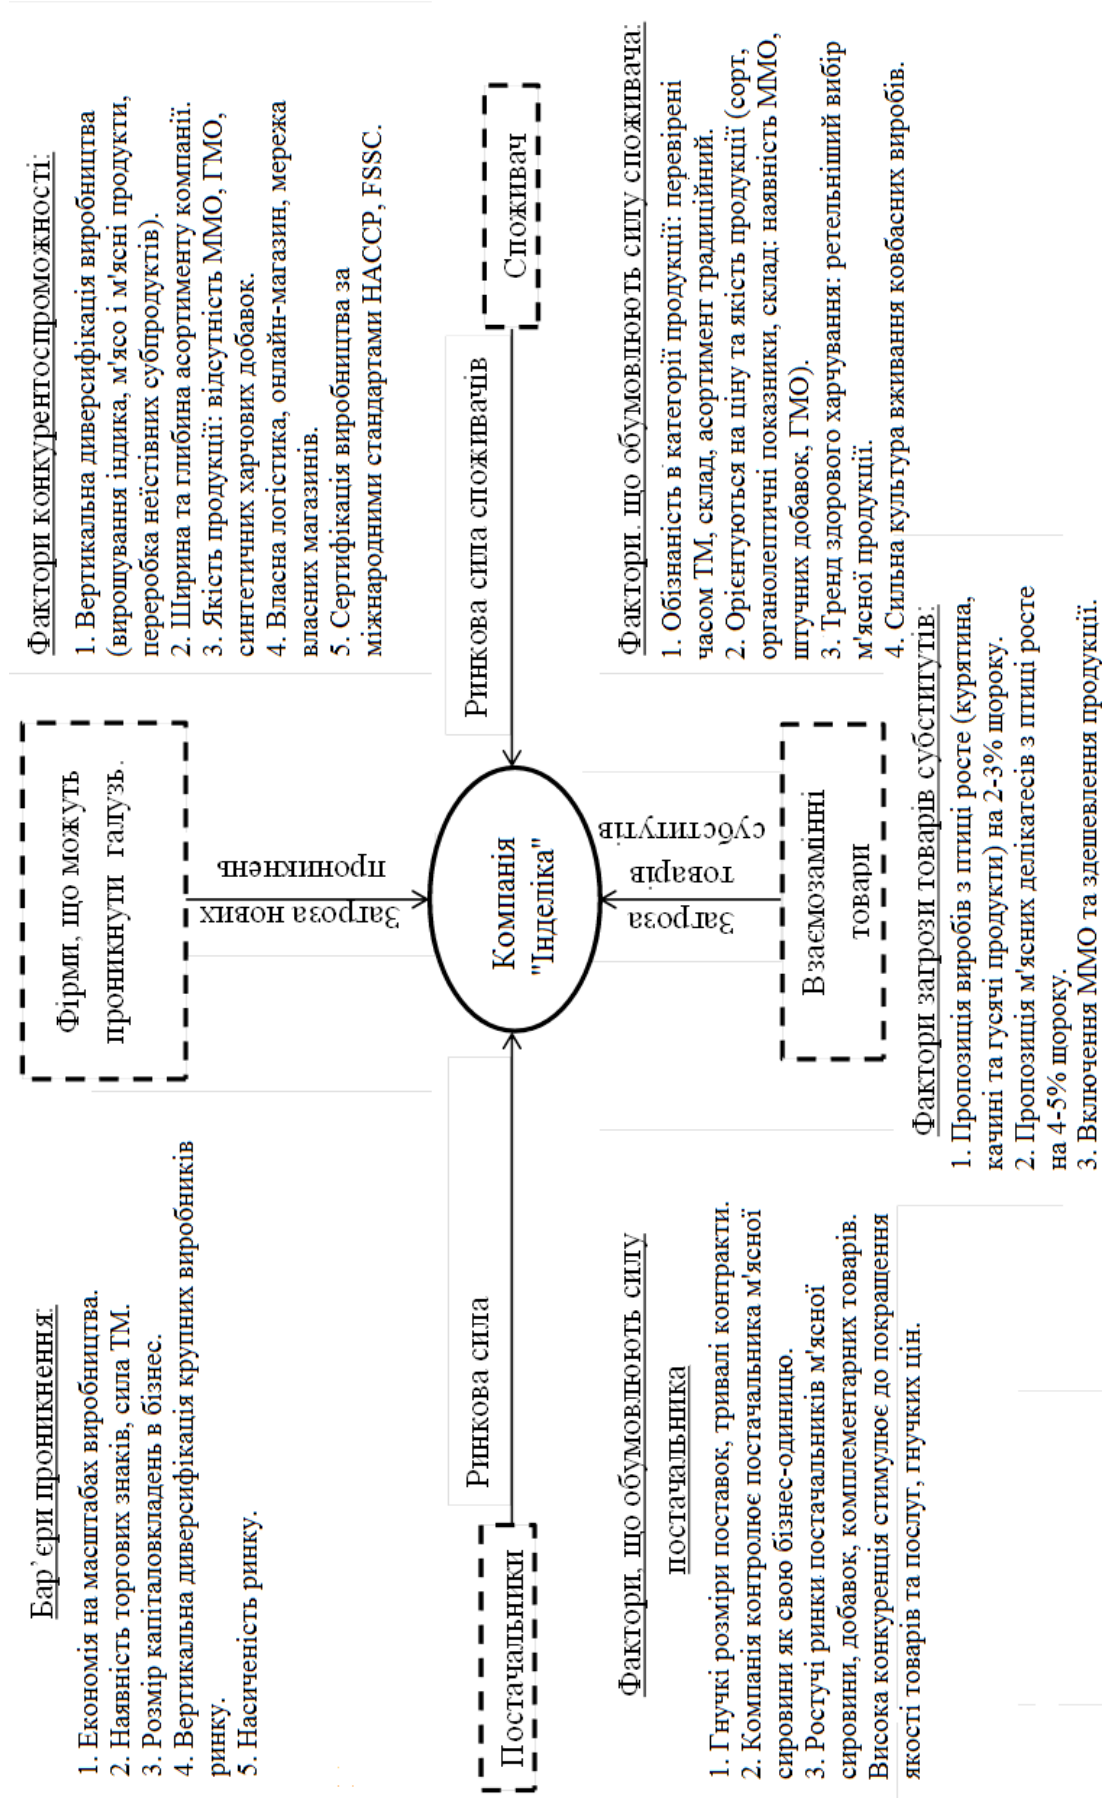 Бар’єри проникнення:
1. Економія на масштабах виробництва.
2. Наявність торгових знаків, сила ТМ.
3. Розмір капіталовкладень в бізнес.
4. Вертикальна диверсифікація крупних виробників
ринку.
5. Насиченість ринку.
Фірми, що можуть
проникнути галузь.
Фактори конкурентоспроможності:
1. Вертикальна диверсифікація виробництва
(вирощування індика, м'ясо і м'ясні продукти,
переробка неїстівних субпродуктів).
2. Ширина та глибина асортименту компанії.
3. Якість продукції: відсутність ММО, ГМО,
синтетичних харчових добавок.
4. Власна логістика, онлайн-магазин, мережа
власних магазинів.
5. Сертифікація виробництва за
міжнародними стандартами НАССР, FSSC.
Загроза нових
проникнень
Постачальники
Ринкова сила
Компанія
"Інделіка"
Ринкова сила споживачів
Споживач
Загроза
товарів
субститутів
Взаємозамінні
товари
Фактори, що обумовлюють силу
постачальника
1. Гнучкі розміри поставок, тривалі контракти.
2. Компанія контролює постачальника м'ясної
сировини як свою бізнес-одиницю.
3. Ростучі ринки постачальників м'ясної
сировини, добавок, комплементарних товарів.
Висока конкуренція стимулює до покращення
якості товарів та послуг, гнучких цін.
Фактори загрози товарів субститутів:
1. Пропозиція виробів з птиці росте (курятина,
качині та гусячі продукти) на 2-3% щороку.
2. Пропозиція м'ясних делікатесів з птиці росте
на 4-5% щороку.
3. Включення ММО та здешевлення продукції.
Фактори. що обумовлюють силу споживача:
1. Обізнаність в категорії продукції: перевірені
часом ТМ, склад, асортимент традиційний.
2. Орієнтуються на ціну та якість продукції (сорт,
органолептичні показники, склад: наявність ММО,
штучних добавок, ГМО).
3. Тренд здорового харчування: ретельніший вибір
м'ясної продукції.
4. Сильна культура вживання ковбасних виробів.